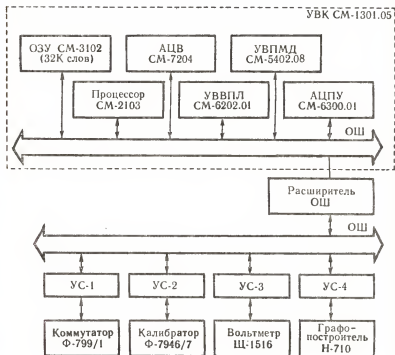 УВК СМ-1301.05
ОЗУ СМ-3102
(32К слов)
АЦВ
СМ-7204
УВПМД
СМ-5402.08
Процессор
СМ-2103
УВВПЛ
СМ-6202.01
АЦПУ
СМ-6390.01
ОШ
Расширитель
ОШ
ОШ
УС-1
УС-2
УС-3
УС-4
Коммутатор
Ф-799/1
Калибратор
Ф-7946/7
Вольтметр
Щ-1516
Графо-
построитель
Н-710